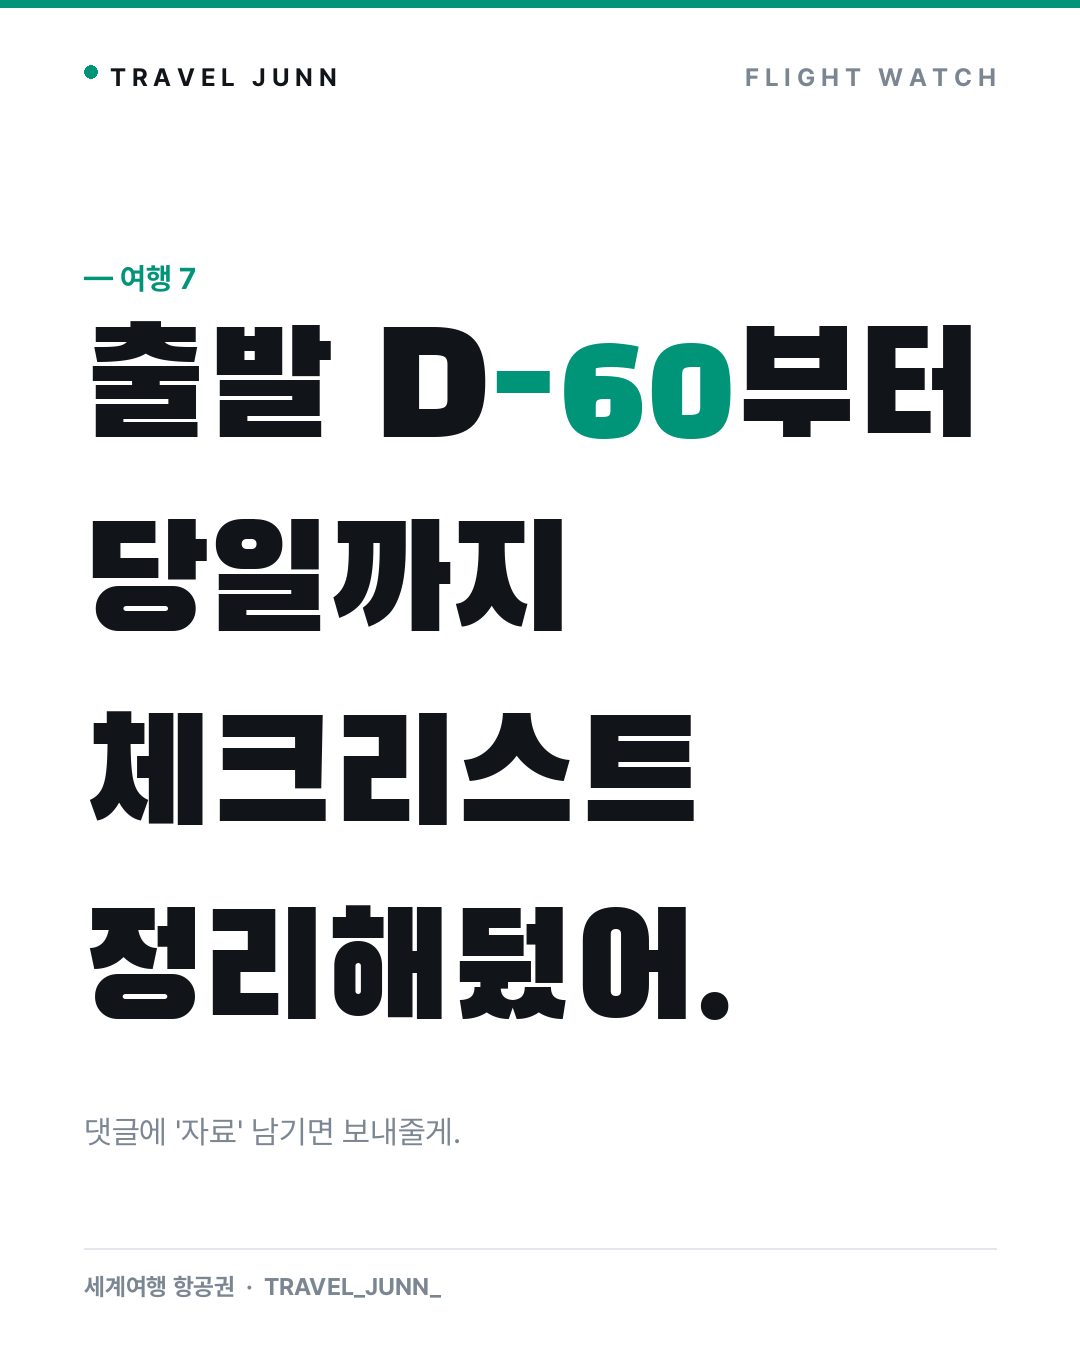 TRAVEL JUNN
FLIGHT WATCH
— 여행 7
출발 D-60부터
당일까지
체크리스트
정리해뒀어.
댓글에 '자료' 남기면 보내줄게.
세계여행 항공권 · TRAVEL_JUNN_